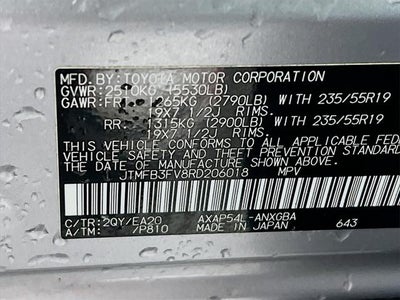 MFD.BY:TOYOTA MOTOR CORPORATION
GVWR:2510KG (5530LB)
GAWR:FR: 1265KG (2790LB) WITH 235/55R19
19X7 1/2J RIMS
RR: 1315KG (2900LB) WITH 235/55R19
19X7 1/2J RIMS
THIS VEHICLE CONFORMS TO ALL APPLICABLE FEDERAL MOTOR
VEHICLE SAFETY AND THEFT PREVENTION STANDARDS IN EFFECT ON
THE DATE OF MANUFACTURE SHOWN ABOVE.
JTMFB3FV8RD206018 MPV
C/TR:2QY/EA20 AXAP54L-ANXGBA
A/TM: /P810 MADE IN JAPAN 643